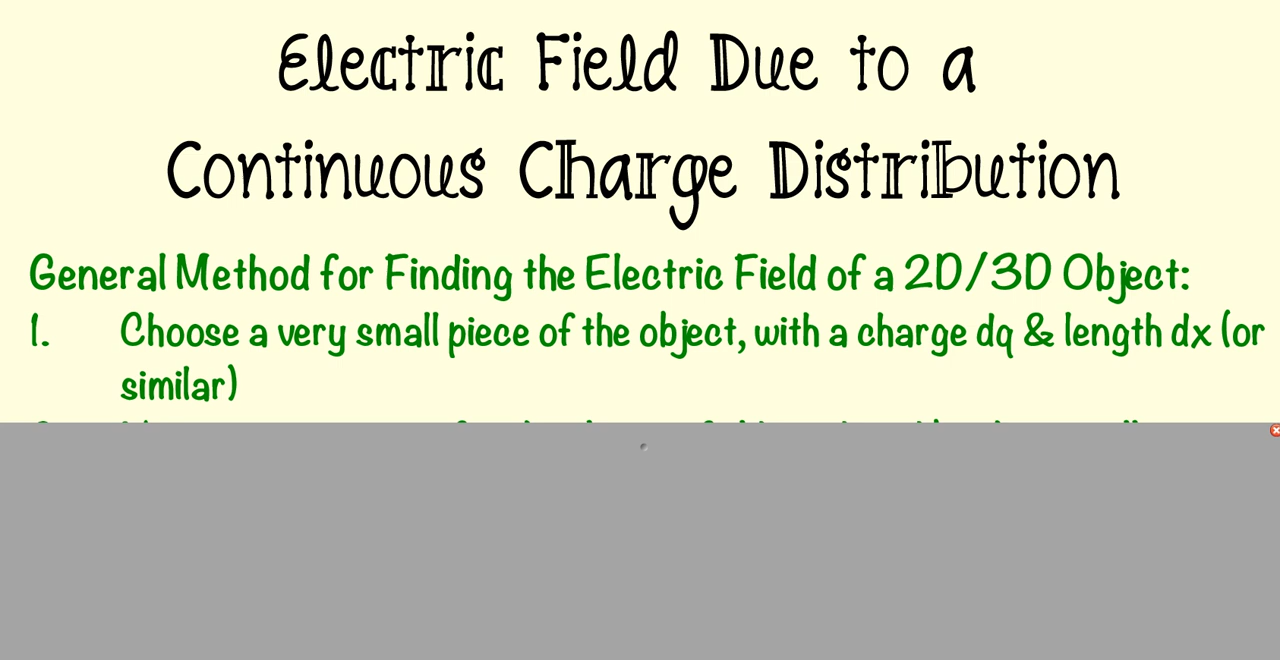 Electric Field Due to a
Continuous Charge Distribution
General Method for Finding the Electric Field of a 2D/3D Object:
1. Choose a very small piece of the object, with a charge dq & length dx (or
similar)